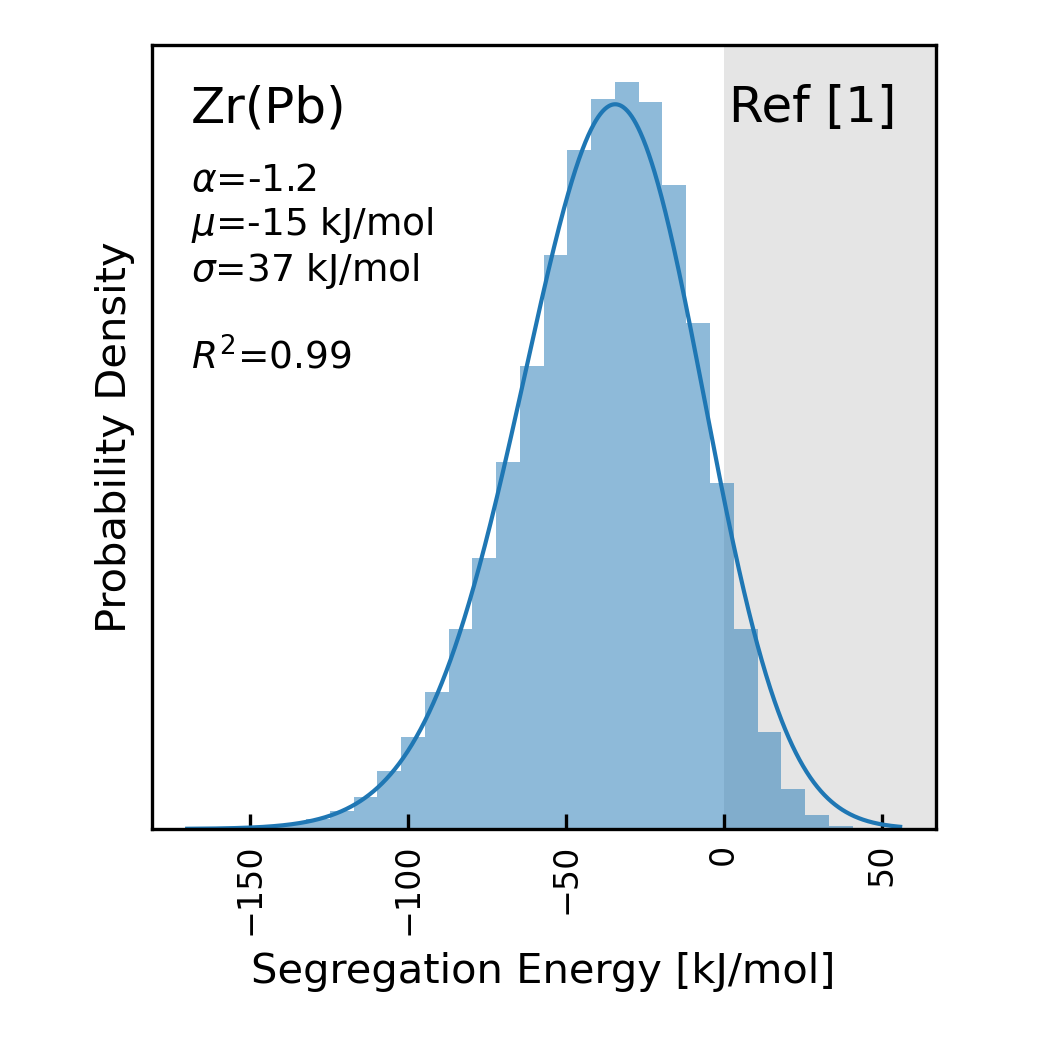 Zr(Pb)
Ref [1]
α=-1.2
μ=-15 kJ/mol
σ=37 kJ/mol
R²=0.99
Probability Density
−150
−100
−50
0
50
Segregation Energy [kJ/mol]